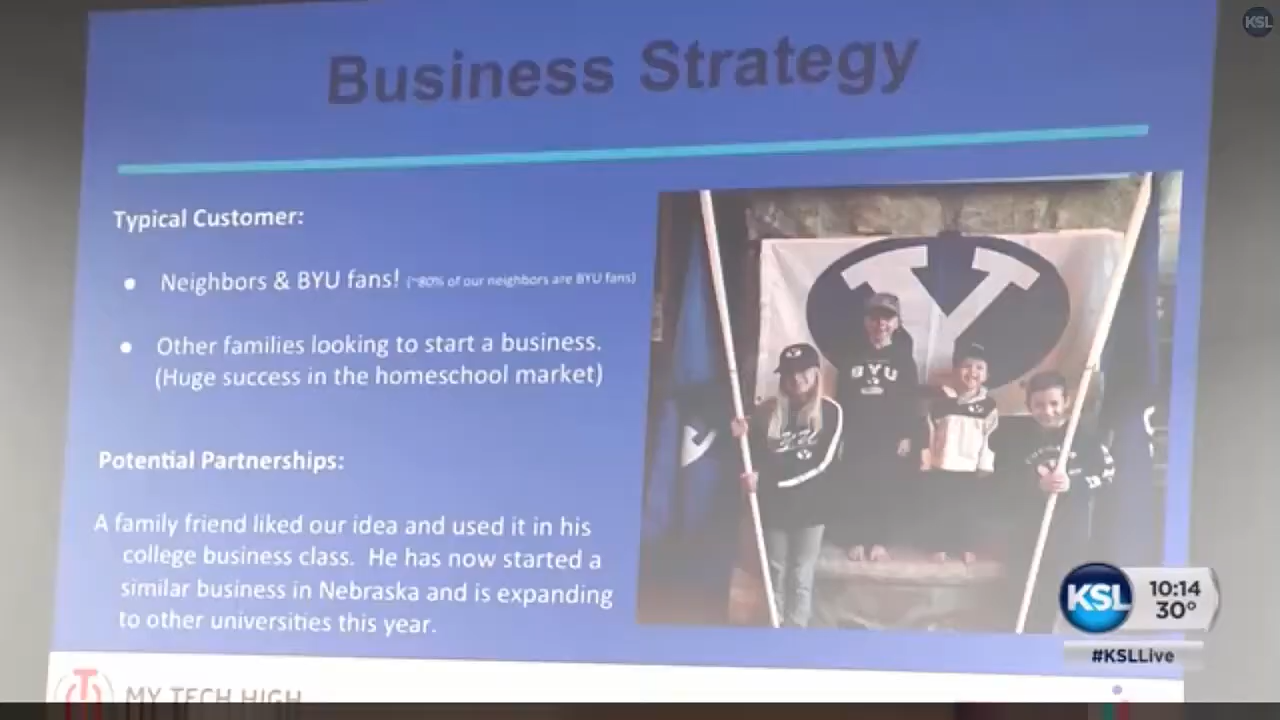 KSL
Business Strategy
Typical Customer:
● Neighbors & BYU fans! (~80% of our neighbors are BYU fans)
● Other families looking to start a business.
(Huge success in the homeschool market)
Potential Partnerships:
A family friend liked our idea and used it in his
college business class. He has now started a
similar business in Nebraska and is expanding
to other universities this year.
Y
BYU
KSL
10:14
30°
#KSLLive
MY TECH HIGH